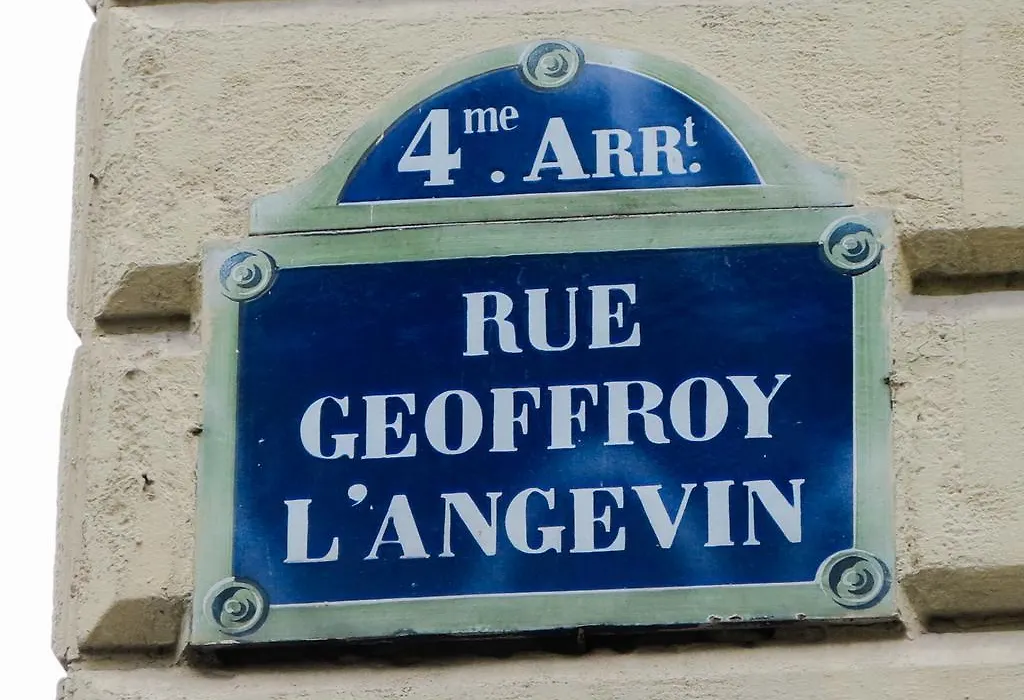 4me. ARRt.
RUE
GEOFFROY
L'ANGEVIN